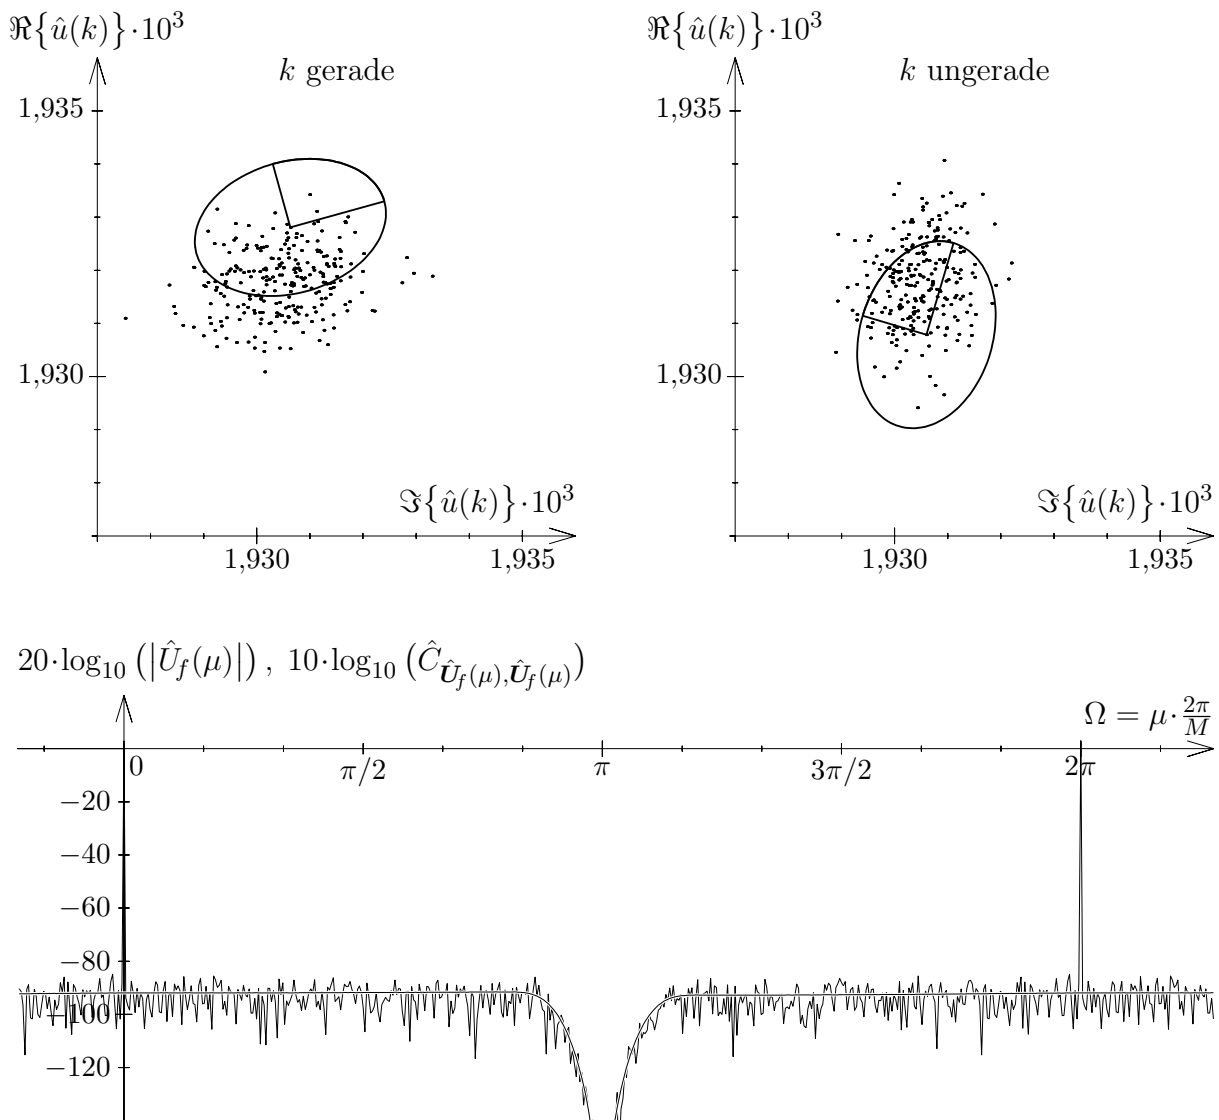 ℜ{û(k)}·10³
k gerade
1,935
1,930
ℑ{û(k)}·10³
1,930 1,935
ℜ{û(k)}·10³
k ungerade
1,935
1,930
ℑ{û(k)}·10³
1,930 1,935
20·log₁₀ (|Û_f(μ)|) , 10·log₁₀ (Ĉ_{Û_f(μ),Û_f(μ)})
Ω = μ·2π/M
0 π/2 π 3π/2 2π
−20
−40
−60
−80
−100
−120